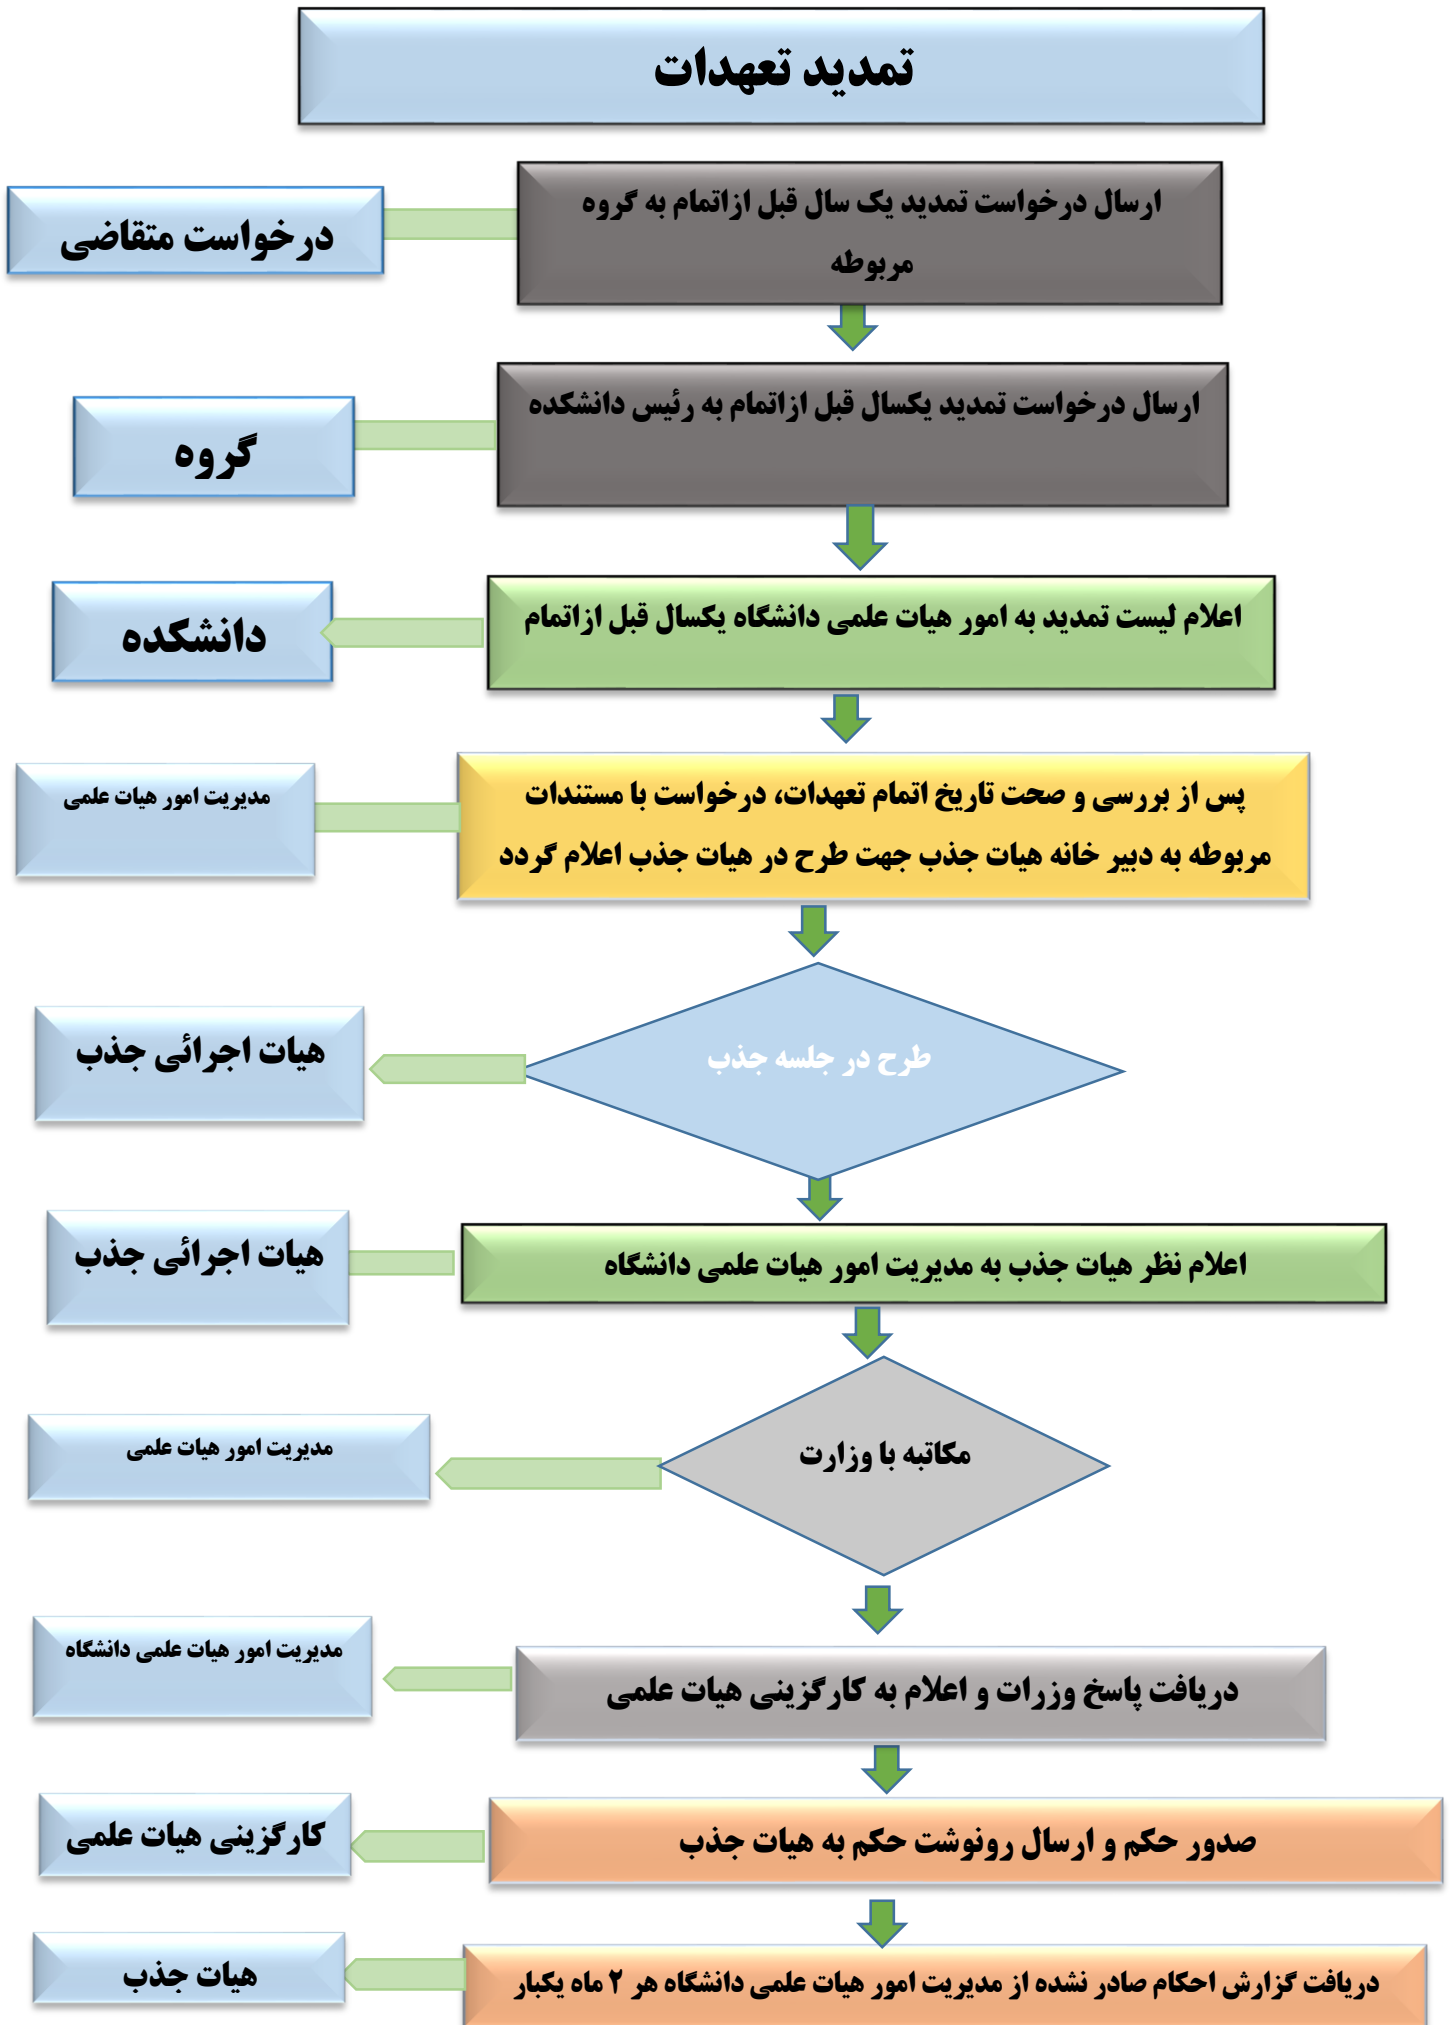 تمدید تعهدات
ارسال درخواست تمدید یک سال قبل ازاتمام به گروه
مربوطه
درخواست متقاضی
ارسال درخواست تمدید یکسال قبل ازاتمام به رئیس دانشکده
گروه
اعلام لیست تمدید به امور هیات علمی دانشگاه یکسال قبل ازاتمام
دانشکده
پس از بررسی و صحت تاریخ اتمام تعهدات، درخواست با مستندات
مربوطه به دبیر خانه هیات جذب جهت طرح در هیات جذب اعلام گردد
مدیریت امور هیات علمی
طرح در جلسه جذب
هیات اجرائی جذب
اعلام نظر هیات جذب به مدیریت امور هیات علمی دانشگاه
هیات اجرائی جذب
مکاتبه با وزارت
مدیریت امور هیات علمی
دریافت پاسخ وزرات و اعلام به کارگزینی هیات علمی
مدیریت امور هیات علمی دانشگاه
صدور حکم و ارسال رونوشت حکم به هیات جذب
کارگزینی هیات علمی
دریافت گزارش احکام صادر نشده از مدیریت امور هیات علمی دانشگاه هر ۲ ماه یکبار
هیات جذب